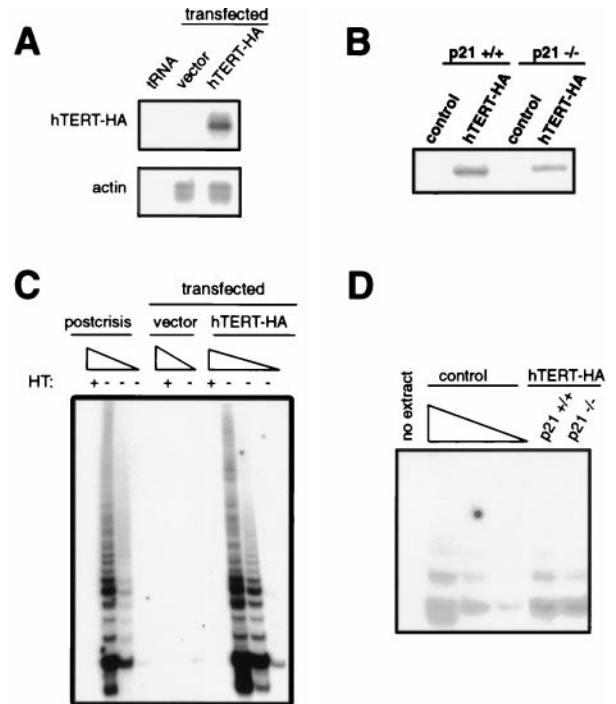 A
transfected
tRNA
vector
hTERT-HA
hTERT-HA
actin
B
p21 +/+ p21 -/-
control
hTERT-HA
control
hTERT-HA
C
transfected
postcrisis vector hTERT-HA
HT: + - - + - + - - -
D
no extract
control
hTERT-HA
p21 +/+
p21 -/-